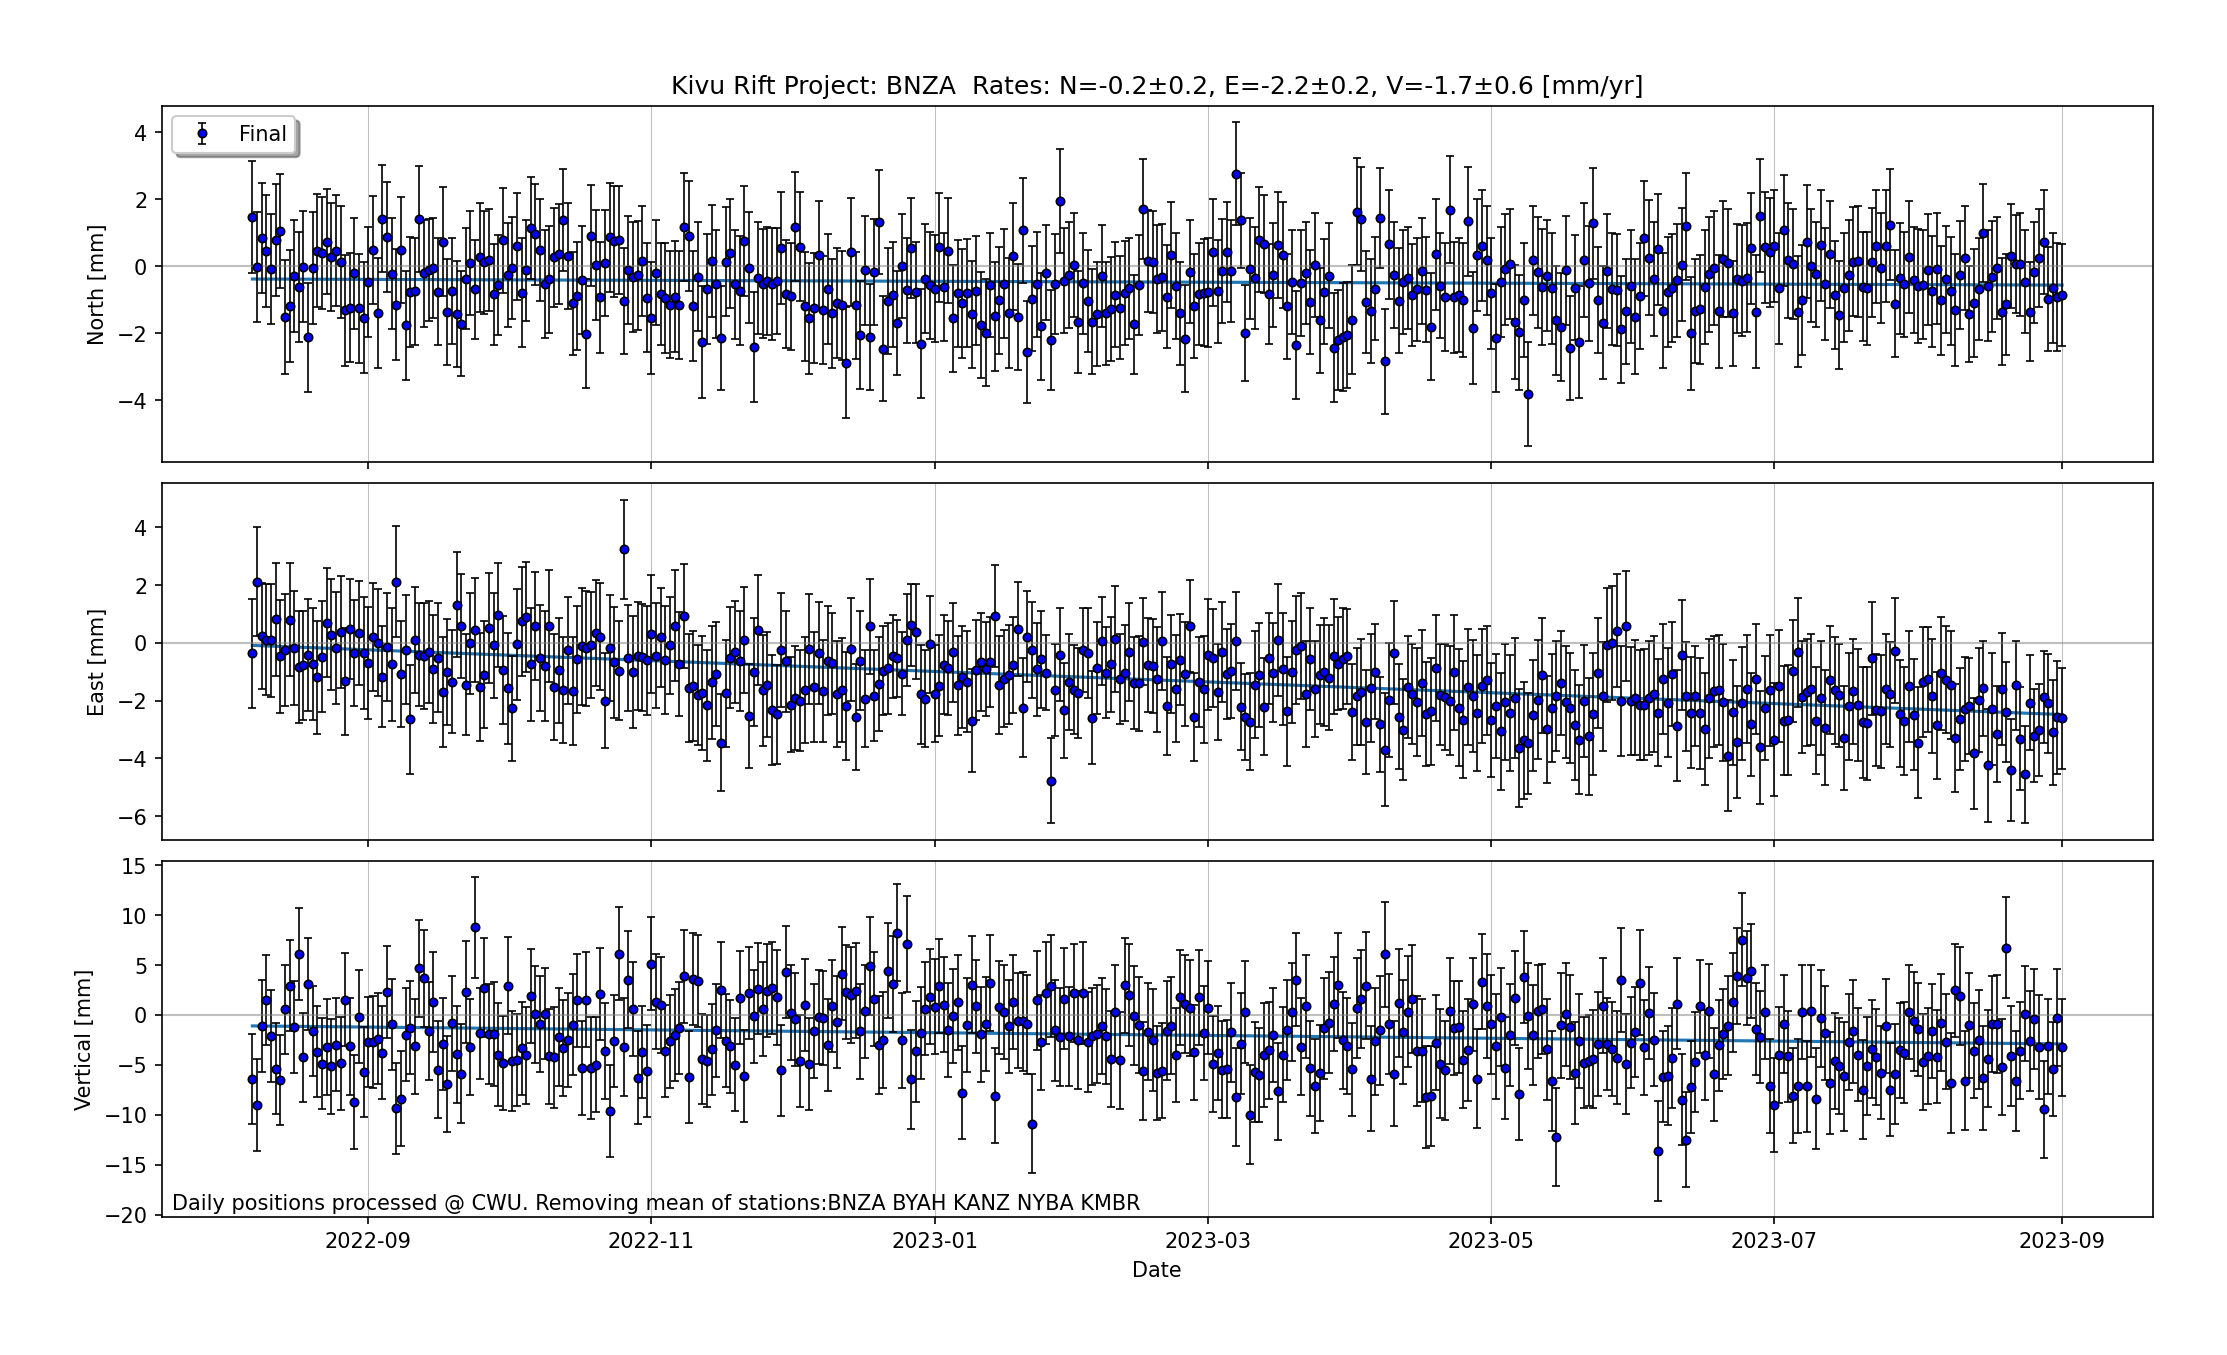 Kivu Rift Project: BNZA  Rates: N=-0.2±0.2, E=-2.2±0.2, V=-1.7±0.6 [mm/yr]
Final
North [mm]
4
2
0
−2
−4
East [mm]
4
2
0
−2
−4
−6
Vertical [mm]
15
10
5
0
−5
−10
−15
−20
Daily positions processed @ CWU. Removing mean of stations:BNZA BYAH KANZ NYBA KMBR
2022-09 2022-11 2023-01 2023-03 2023-05 2023-07 2023-09
Date